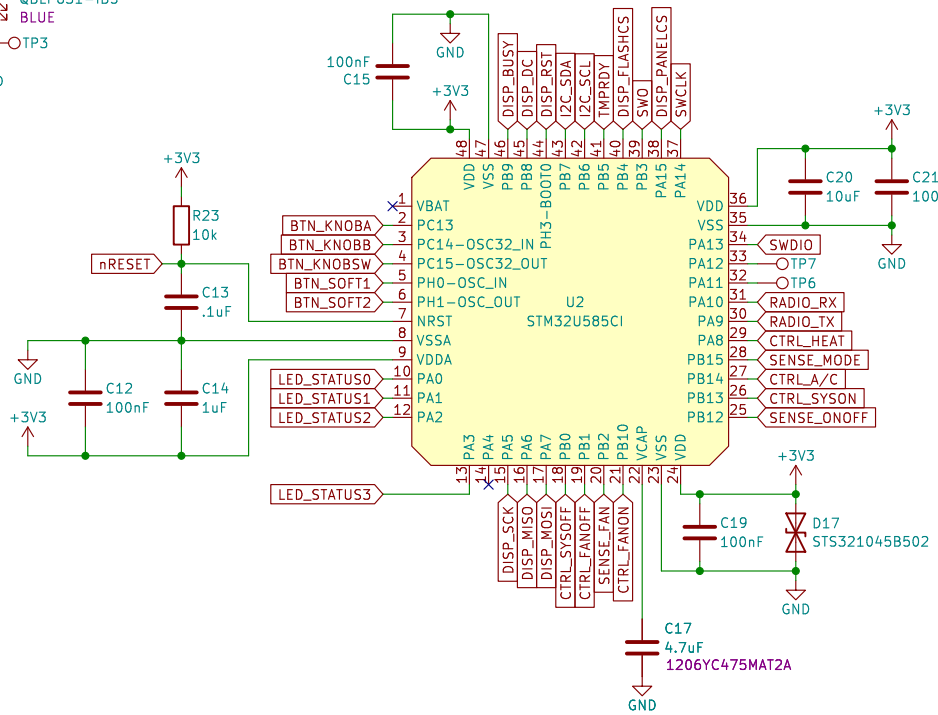 BLUE
TP3
GND
100nF
C15
+3V3
DISP_BUSY
DISP_DC
DISP_RST
I2C_SDA
I2C_SCL
TMPRDY
DISP_FLASHCS
SWO
DISP_PANELCS
SWCLK
48
47
46
45
44
43
42
41
40
39
38
37
VDD
VSS
PB9
PB8
PH3-BOOT0
PB7
PB6
PB5
PB4
PB3
PA15
PA14
+3V3
C20
10uF
C21
100
GND
+3V3
R23
10k
nRESET
C13
.1uF
BTN_KNOBA
BTN_KNOBB
BTN_KNOBSW
BTN_SOFT1
BTN_SOFT2
1 VBAT
2 PC13
3 PC14-OSC32_IN
4 PC15-OSC32_OUT
5 PH0-OSC_IN
6 PH1-OSC_OUT
7 NRST
8 VSSA
9 VDDA
10 PA0
11 PA1
12 PA2
U2
STM32U585CI
VDD 36
VSS 35
PA13 34
PA12 33
PA11 32
PA10 31
PA9 30
PA8 29
PB15 28
PB14 27
PB13 26
PB12 25
SWDIO
TP7
TP6
RADIO_RX
RADIO_TX
CTRL_HEAT
SENSE_MODE
CTRL_A/C
CTRL_SYSON
SENSE_ONOFF
GND
+3V3
C12
100nF
C14
1uF
LED_STATUS0
LED_STATUS1
LED_STATUS2
LED_STATUS3
PA3
PA4
PA5
PA6
PA7
PB0
PB1
PB2
PB10
VCAP
VSS
VDD
13
14
15
16
17
18
19
20
21
22
23
24
DISP_SCK
DISP_MISO
DISP_MOSI
CTRL_SYSOFF
CTRL_FANOFF
SENSE_FAN
CTRL_FANON
+3V3
C19
100nF
D17
STS321045B502
GND
C17
4.7uF
1206YC475MAT2A
GND